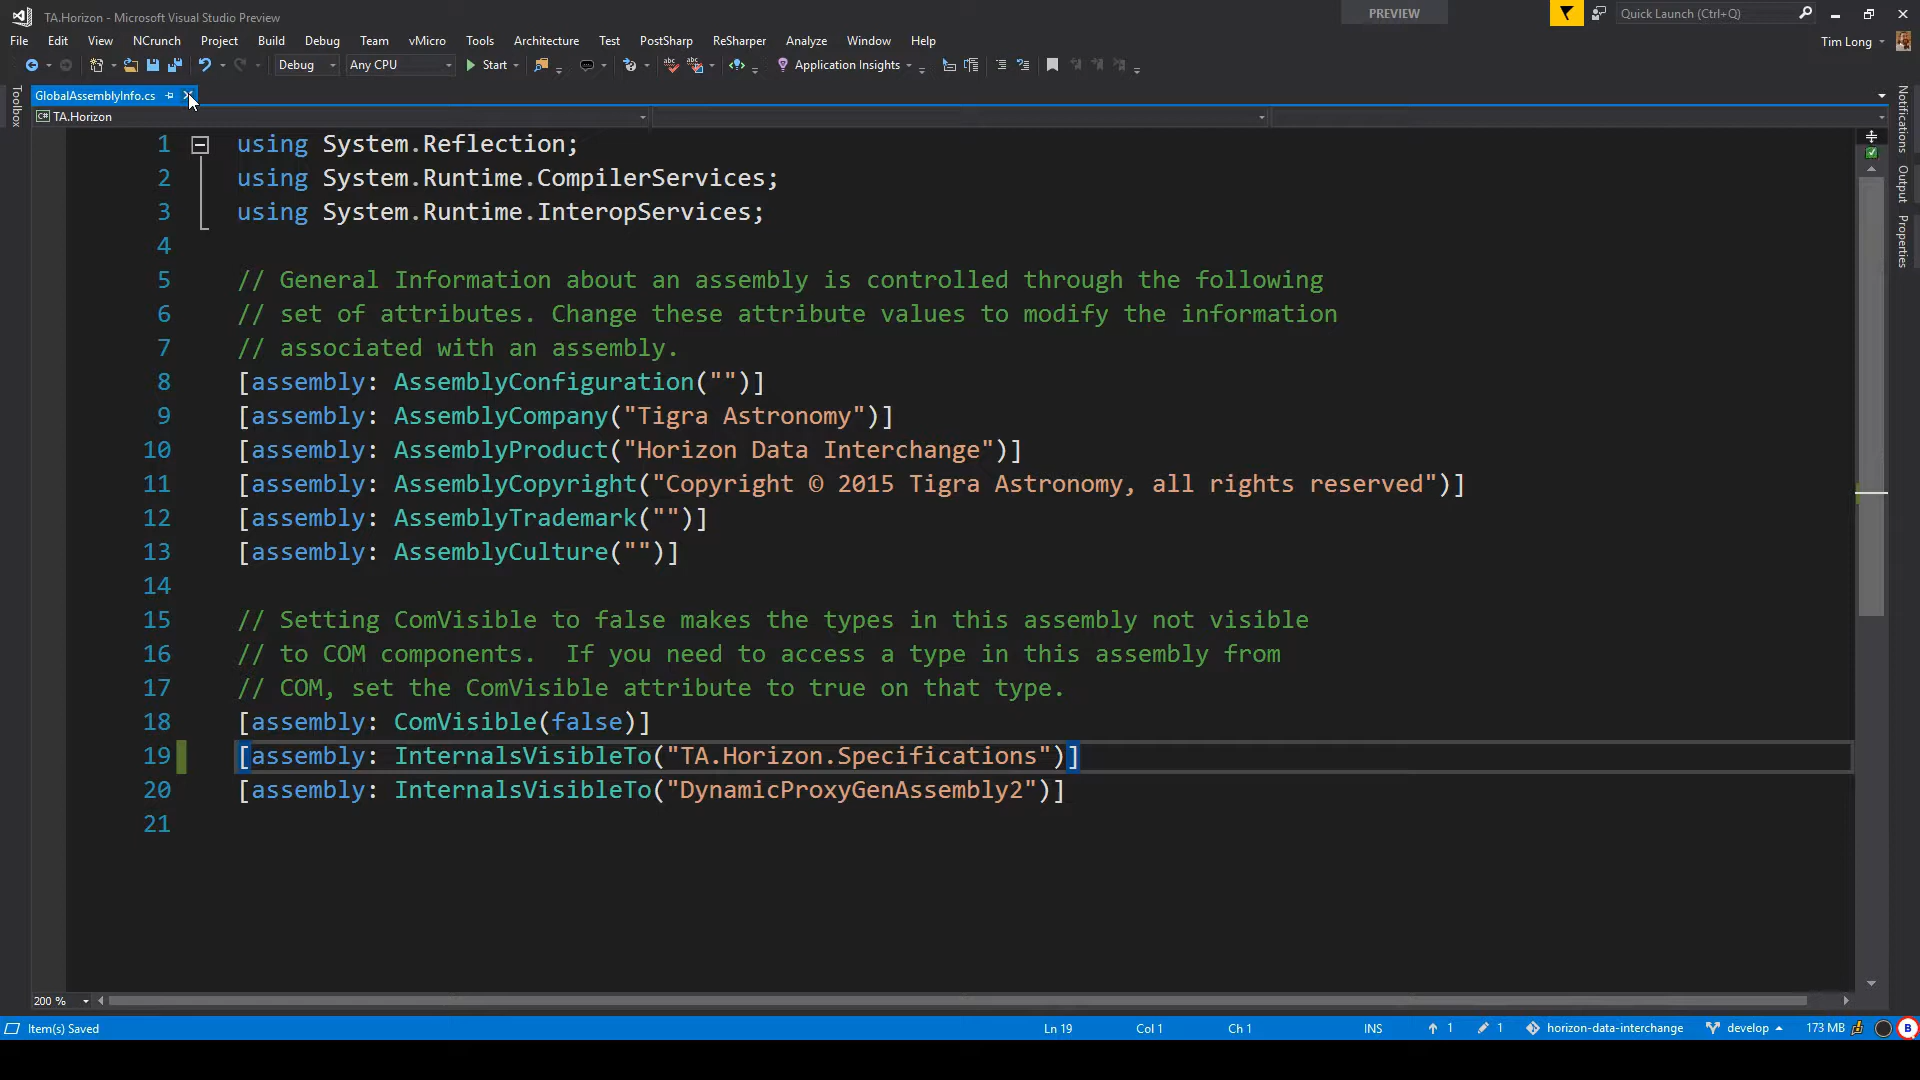 TA.Horizon - Microsoft Visual Studio Preview
PREVIEW
Quick Launch (Ctrl+Q)
File Edit View NCrunch Project Build Debug Team vMicro Tools Architecture Test PostSharp ReSharper Analyze Window Help
Tim Long
Debug Any CPU Start Application Insights
GlobalAssemblyInfo.cs
Toolbox
Notifications
Output
Properties
C# TA.Horizon
1 using System.Reflection;
2 using System.Runtime.CompilerServices;
3 using System.Runtime.InteropServices;
4
5 // General Information about an assembly is controlled through the following
6 // set of attributes. Change these attribute values to modify the information
7 // associated with an assembly.
8 [assembly: AssemblyConfiguration("")]
9 [assembly: AssemblyCompany("Tigra Astronomy")]
10 [assembly: AssemblyProduct("Horizon Data Interchange")]
11 [assembly: AssemblyCopyright("Copyright © 2015 Tigra Astronomy, all rights reserved")]
12 [assembly: AssemblyTrademark("")]
13 [assembly: AssemblyCulture("")]
14
15 // Setting ComVisible to false makes the types in this assembly not visible
16 // to COM components.  If you need to access a type in this assembly from
17 // COM, set the ComVisible attribute to true on that type.
18 [assembly: ComVisible(false)]
19 [assembly: InternalsVisibleTo("TA.Horizon.Specifications")]
20 [assembly: InternalsVisibleTo("DynamicProxyGenAssembly2")]
21
200 %
Item(s) Saved Ln 19 Col 1 Ch 1 INS 1 1 horizon-data-interchange develop 173 MB B